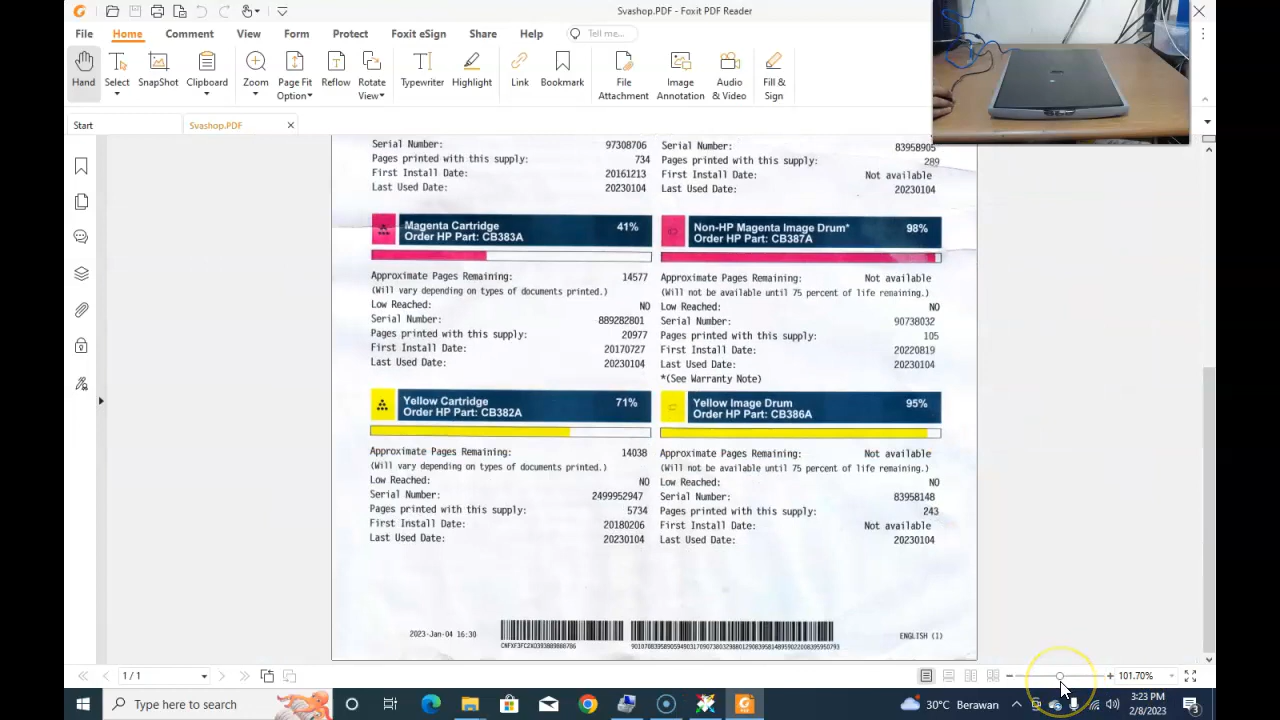 Svashop.PDF - Foxit PDF Reader
File Home Comment View Form Protect Foxit eSign Share Help Tell me...
Hand Select SnapShot Clipboard Zoom Page Fit Option Reflow Rotate View Typewriter Highlight Link Bookmark File Attachment Image Annotation Audio & Video Fill & Sign
Start Svashop.PDF
Serial Number: 97308706
Pages printed with this supply: 734
First Install Date: 20161213
Last Used Date: 20230104
Serial Number: 83958905
Pages printed with this supply: 289
First Install Date: Not available
Last Used Date: 20230104
Magenta Cartridge 41%
Order HP Part: CB383A
Approximate Pages Remaining: 14577
(Will vary depending on types of documents printed.)
Low Reached: NO
Serial Number: 889282801
Pages printed with this supply: 20977
First Install Date: 20170727
Last Used Date: 20230104
Non-HP Magenta Image Drum* 98%
Order HP Part: CB387A
Approximate Pages Remaining: Not available
(Will not be available until 75 percent of life remaining.)
Low Reached: NO
Serial Number: 90738032
Pages printed with this supply: 105
First Install Date: 20220819
Last Used Date: 20230104
*(See Warranty Note)
Yellow Cartridge 71%
Order HP Part: CB382A
Approximate Pages Remaining: 14038
(Will vary depending on types of documents printed.)
Low Reached: NO
Serial Number: 2499952947
Pages printed with this supply: 5734
First Install Date: 20180206
Last Used Date: 20230104
Yellow Image Drum 95%
Order HP Part: CB386A
Approximate Pages Remaining: Not available
(Will not be available until 75 percent of life remaining.)
Low Reached: NO
Serial Number: 83958148
Pages printed with this supply: 243
First Install Date: Not available
Last Used Date: 20230104
2023-Jan-04 16:30
ENGLISH (1)
1 / 1
101.70%
Type here to search
30°C Berawan
3:23 PM
2/8/2023